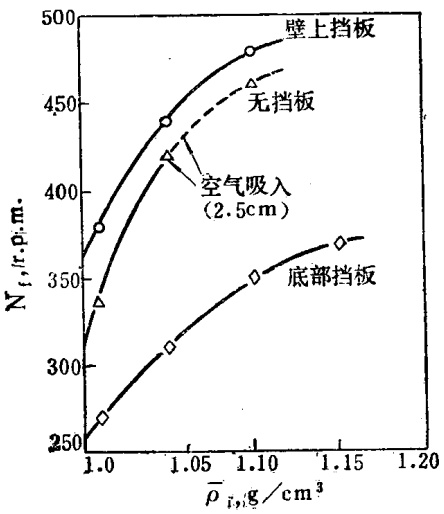 500
450
400
350
300
250
N_f, /r.p.m.
壁上挡板
无挡板
空气吸入
(2.5cm)
底部挡板
1.0
1.05
1.10
1.15
1.20
ρ̄_i, g/cm³